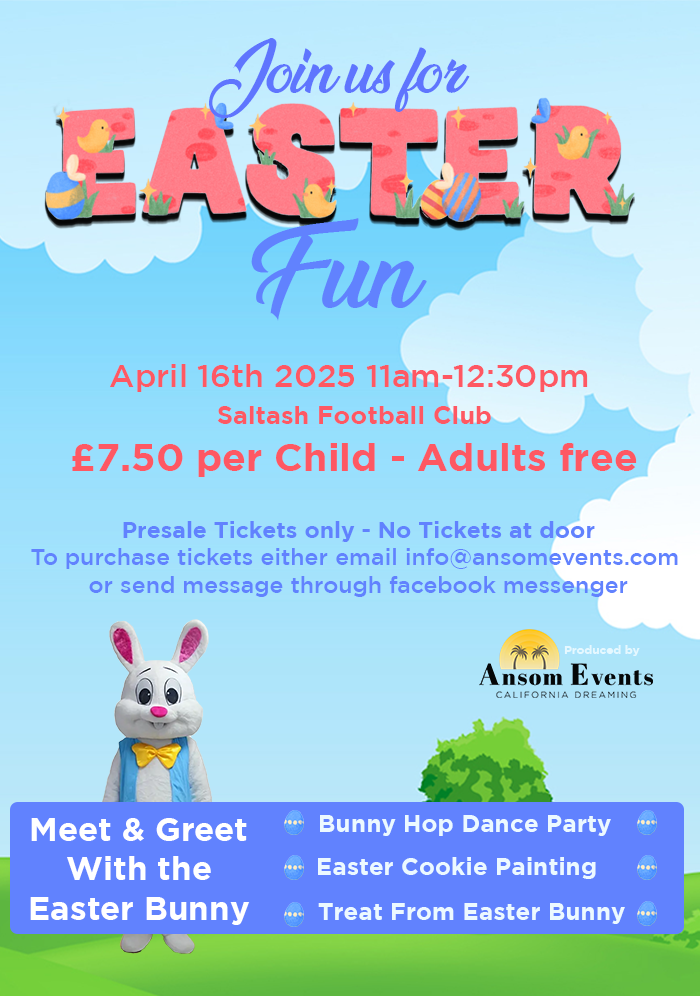 Join us for
EASTER
Fun
April 16th 2025 11am-12:30pm
Saltash Football Club
£7.50 per Child - Adults free
Presale Tickets only - No Tickets at door
To purchase tickets either email info@ansomevents.com
or send message through facebook messenger
Produced by
Ansom Events
CALIFORNIA DREAMING
Meet & Greet
With the
Easter Bunny
Bunny Hop Dance Party
Easter Cookie Painting
Treat From Easter Bunny